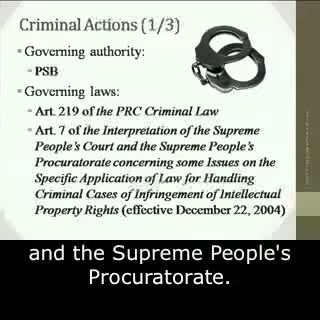 Criminal Actions (1/3)
Governing authority:
PSB
Governing laws:
Art. 219 of the PRC Criminal Law
Art. 7 of the Interpretation of the Supreme
People's Court and the Supreme People's
Procuratorate concerning some Issues on the
Specific Application of Law for Handling
Criminal Cases of Infringement of Intellectual
Property Rights (effective December 22, 2004)
and the Supreme People's
Procuratorate.